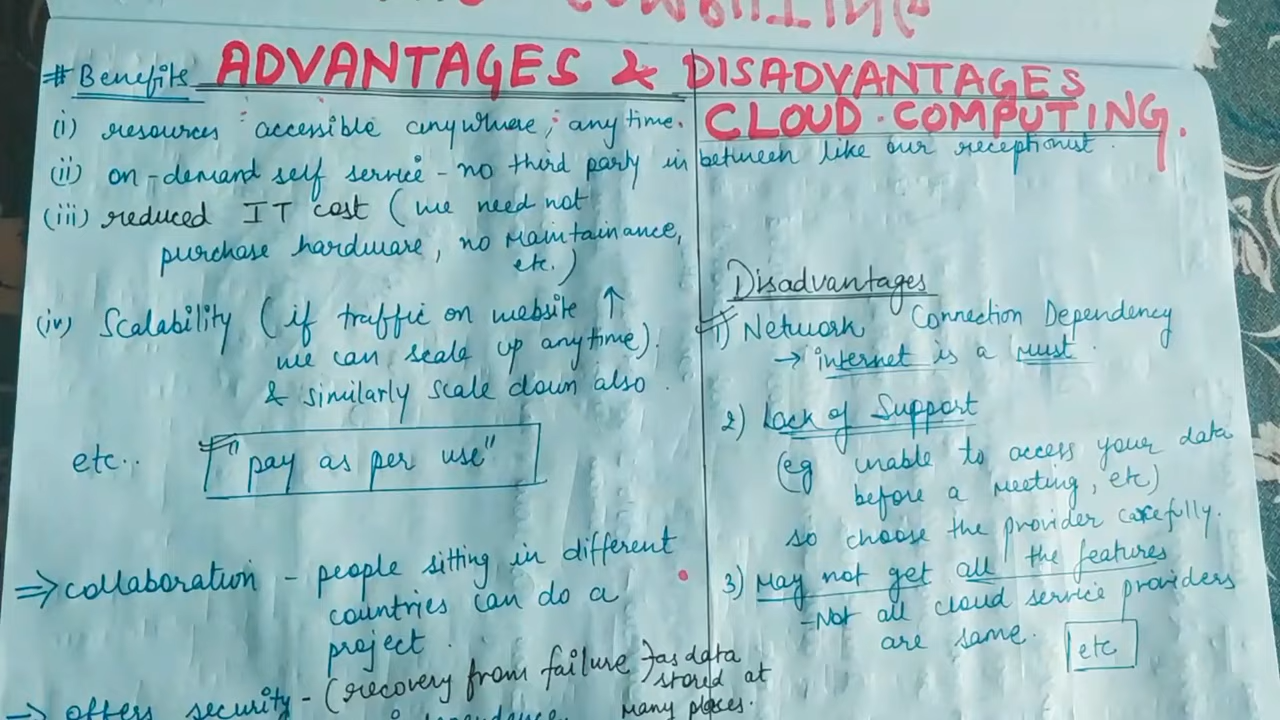 # Benefits ADVANTAGES & DISADVANTAGES
CLOUD COMPUTING.
(i) resources accessible anywhere, any time.
(ii) on-demand self service - no third party in between like our receptionist.
(iii) reduced IT cost (we need not
purchase hardware, no maintainance,
etc.)
(iv) Scalability (if traffic on website ↑
we can scale up anytime).
& similarly scale down also.
etc.. "pay as per use"
⇒ collaboration - people sitting in different
countries can do a
project.
⇒ offers security - (recovery from failure) as data
stored at
many places.
Disadvantages
1) Network Connection Dependency
→ internet is a must.
2) Lack of Support
(eg unable to access your data
before a meeting, etc)
so choose the provider carefully.
3) May not get all the features
- Not all cloud service providers
are same.
etc